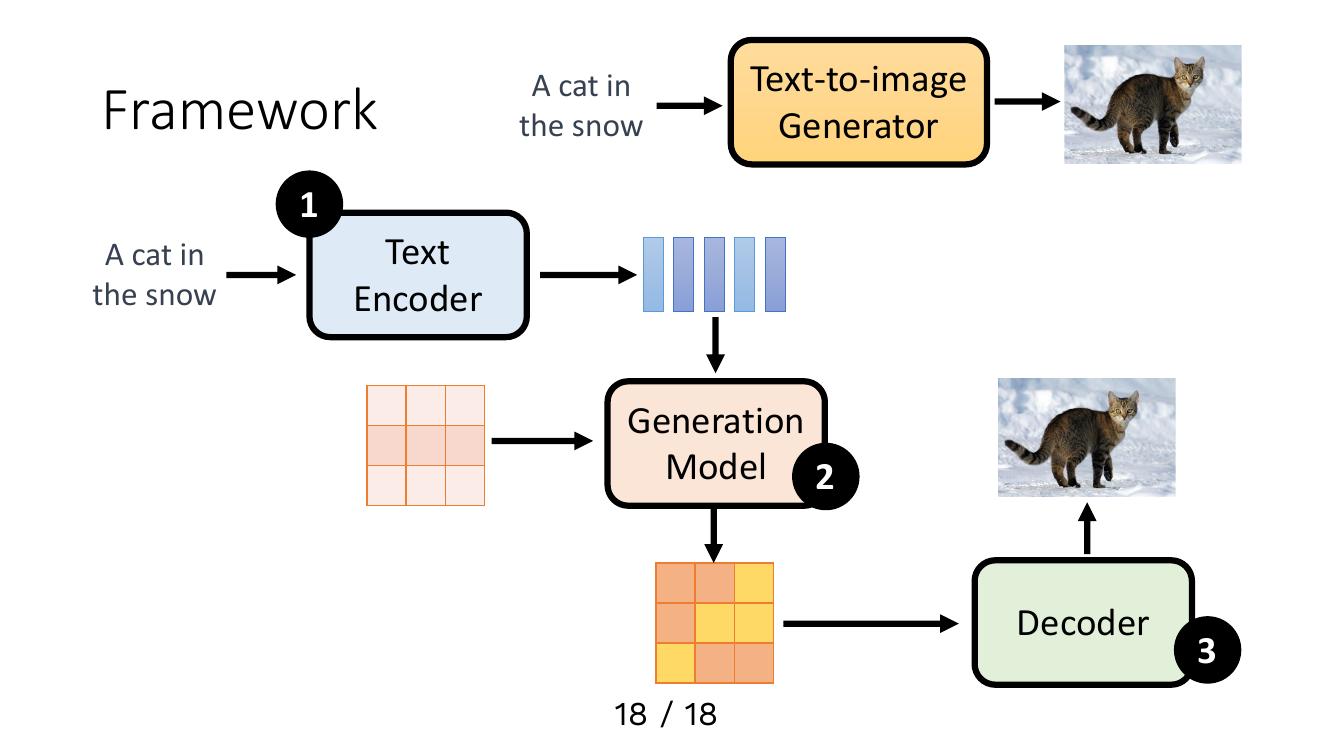 Framework
A cat in
the snow
Text-to-image
Generator
1
A cat in
the snow
Text
Encoder
Generation
Model
2
Decoder
3
18 / 18